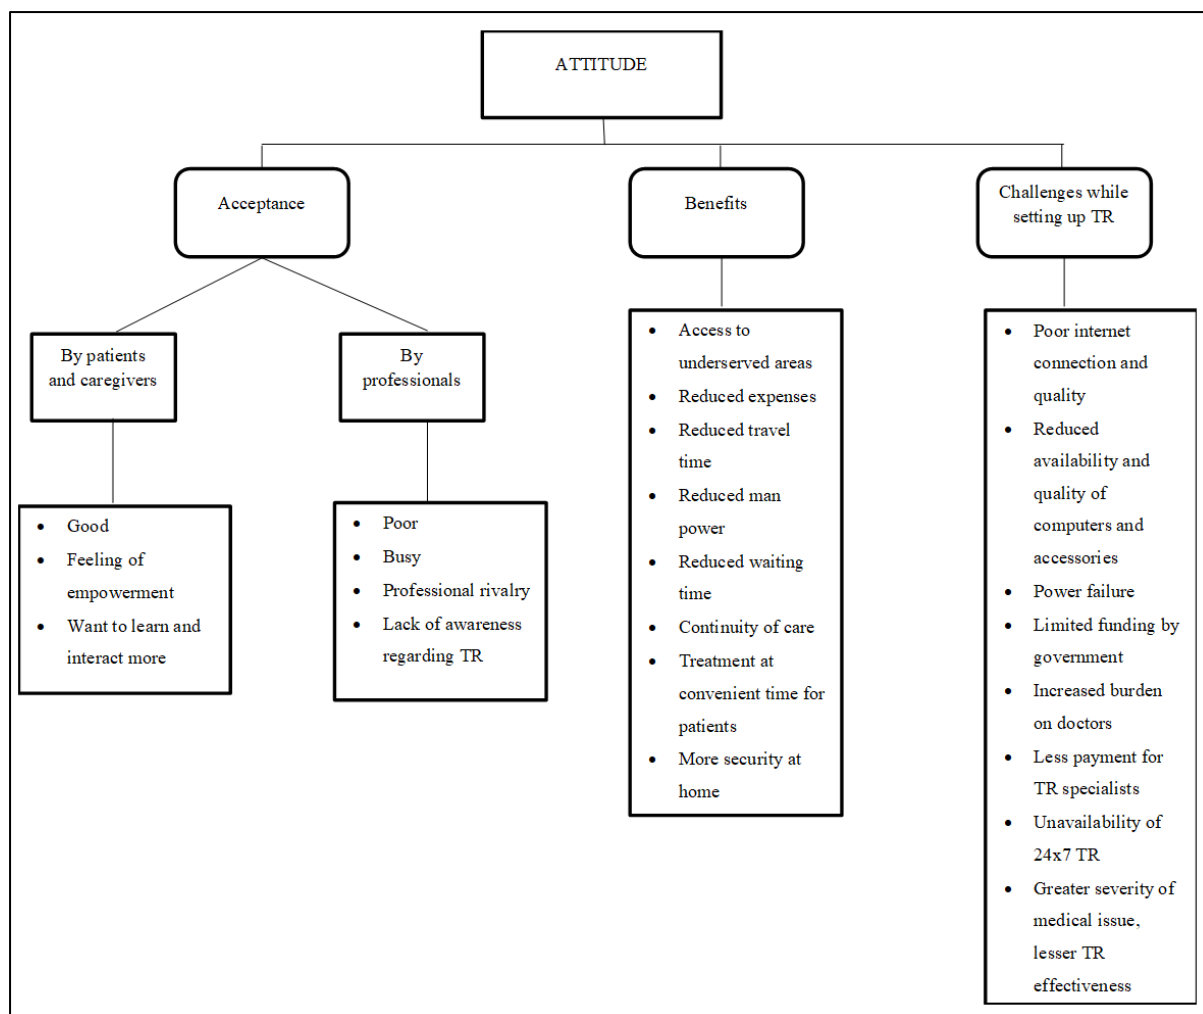 ATTITUDE
Acceptance
Benefits
Challenges while
setting up TR
By patients
and caregivers
By
professionals
• Good
• Feeling of
empowerment
• Want to learn and
interact more
• Poor
• Busy
• Professional rivalry
• Lack of awareness
regarding TR
• Access to
underserved areas
• Reduced expenses
• Reduced travel
time
• Reduced man
power
• Reduced waiting
time
• Continuity of care
• Treatment at
convenient time for
patients
• More security at
home
• Poor internet
connection and
quality
• Reduced
availability and
quality of
computers and
accessories
• Power failure
• Limited funding by
government
• Increased burden
on doctors
• Less payment for
TR specialists
• Unavailability of
24x7 TR
• Greater severity of
medical issue,
lesser TR
effectiveness